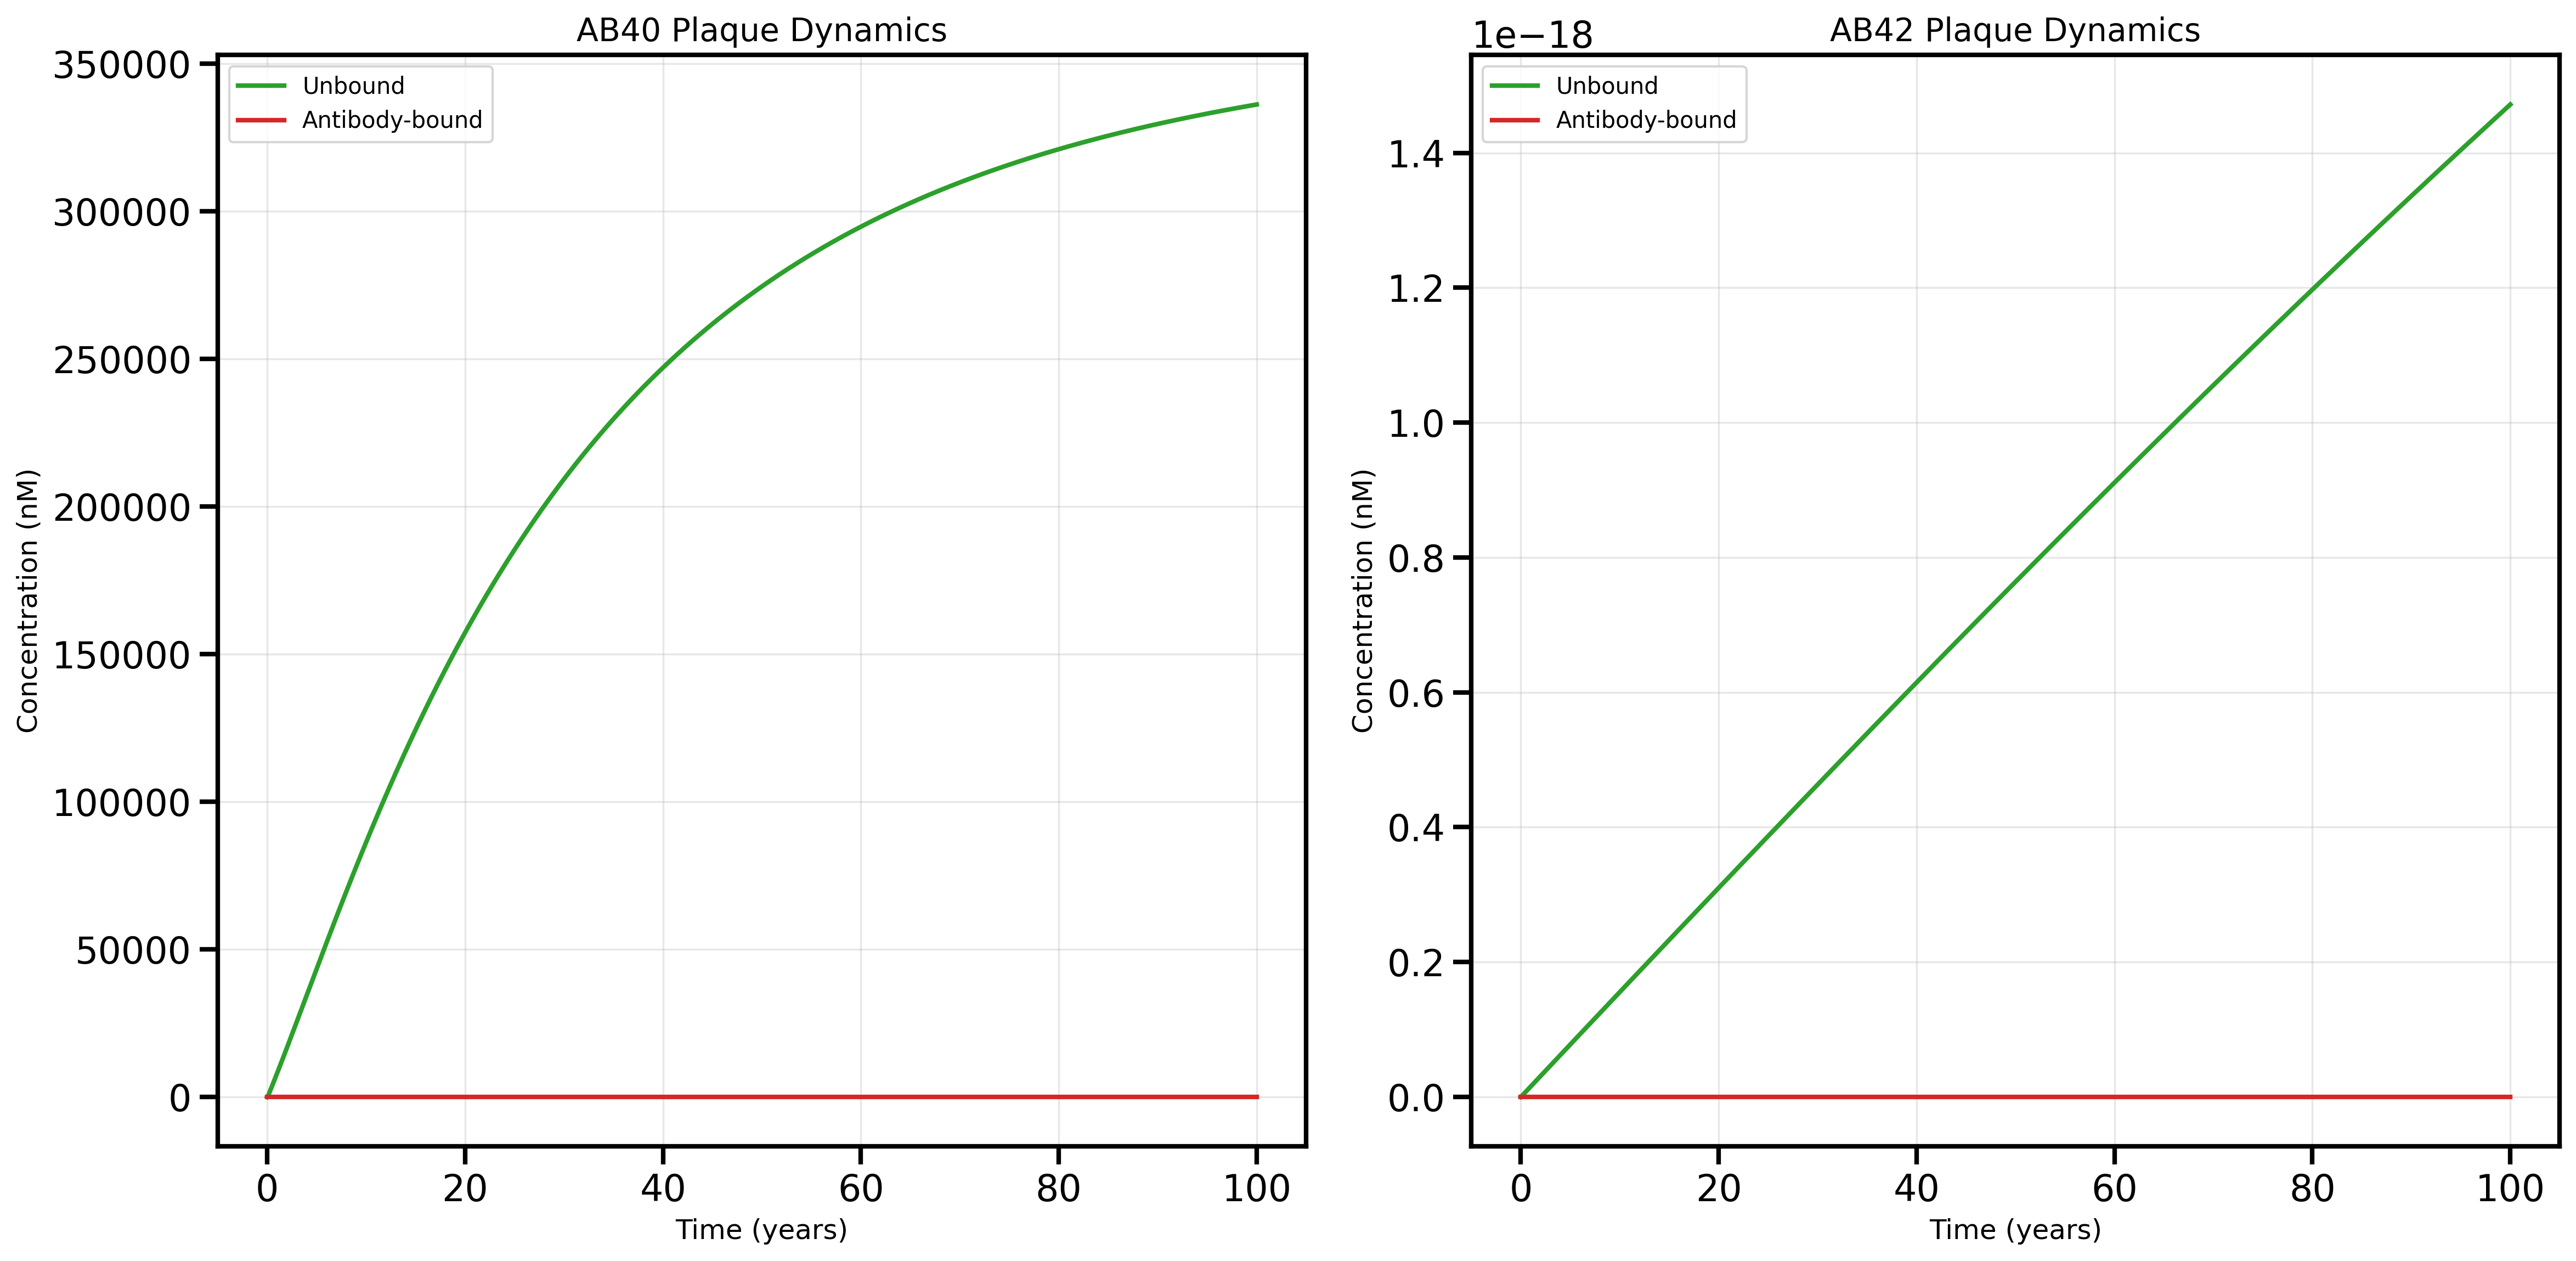 AB40 Plaque Dynamics
350000
300000
250000
200000
150000
100000
50000
0
Concentration (nM)
Unbound
Antibody-bound
0 20 40 60 80 100
Time (years)
1e−18
AB42 Plaque Dynamics
1.4
1.2
1.0
0.8
0.6
0.4
0.2
0.0
Concentration (nM)
Unbound
Antibody-bound
0 20 40 60 80 100
Time (years)